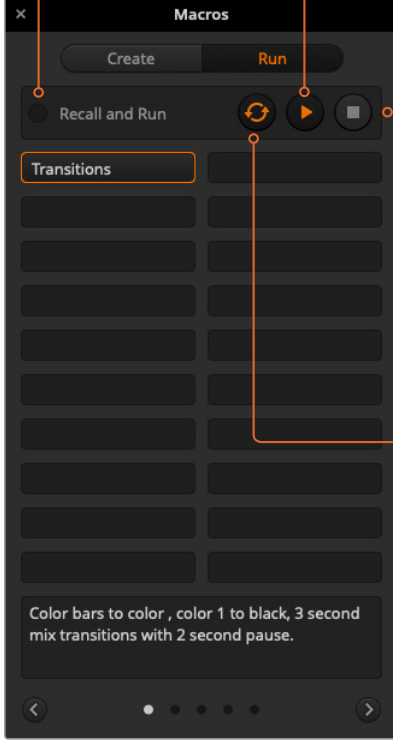 Macros
Create Run
Recall and Run
Transitions
Color bars to color , color 1 to black, 3 second
mix transitions with 2 second pause.